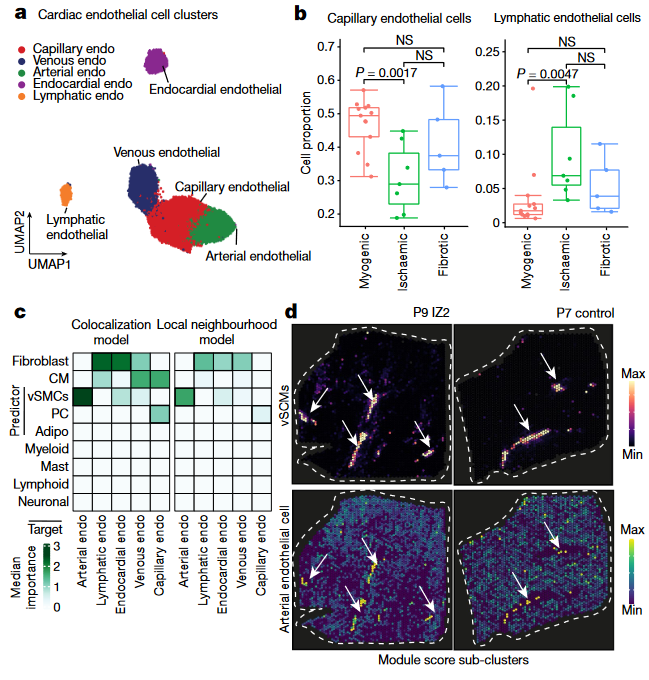 a
Cardiac endothelial cell clusters
Capillary endo
Venous endo
Arterial endo
Endocardial endo
Lymphatic endo
Endocardial endothelial
Venous endothelial
Capillary endothelial
Lymphatic
endothelial
Arterial endothelial
UMAP2
UMAP1
b
Capillary endothelial cells
Lymphatic endothelial cells
Cell proportion
0.7
0.6
0.5
0.4
0.3
0.2
NS
NS
P = 0.0017
Myogenic
Ischaemic
Fibrotic
0.25
0.20
0.15
0.10
0.05
0
NS
NS
P = 0.0047
Myogenic
Ischaemic
Fibrotic
c
Colocalization
model
Local neighbourhood
model
Predictor
Fibroblast
CM
vSMCs
PC
Adipo
Myeloid
Mast
Lymphoid
Neuronal
Target
Arterial endo
Lymphatic endo
Endocardial endo
Venous endo
Capillary endo
Arterial endo
Lymphatic endo
Endocardial endo
Venous endo
Capillary endo
Median
importance
3
2
1
0
d
P9 IZ2
P7 control
vSCMs
Max
Min
Arterial endothelial cell
Max
Min
Module score sub-clusters